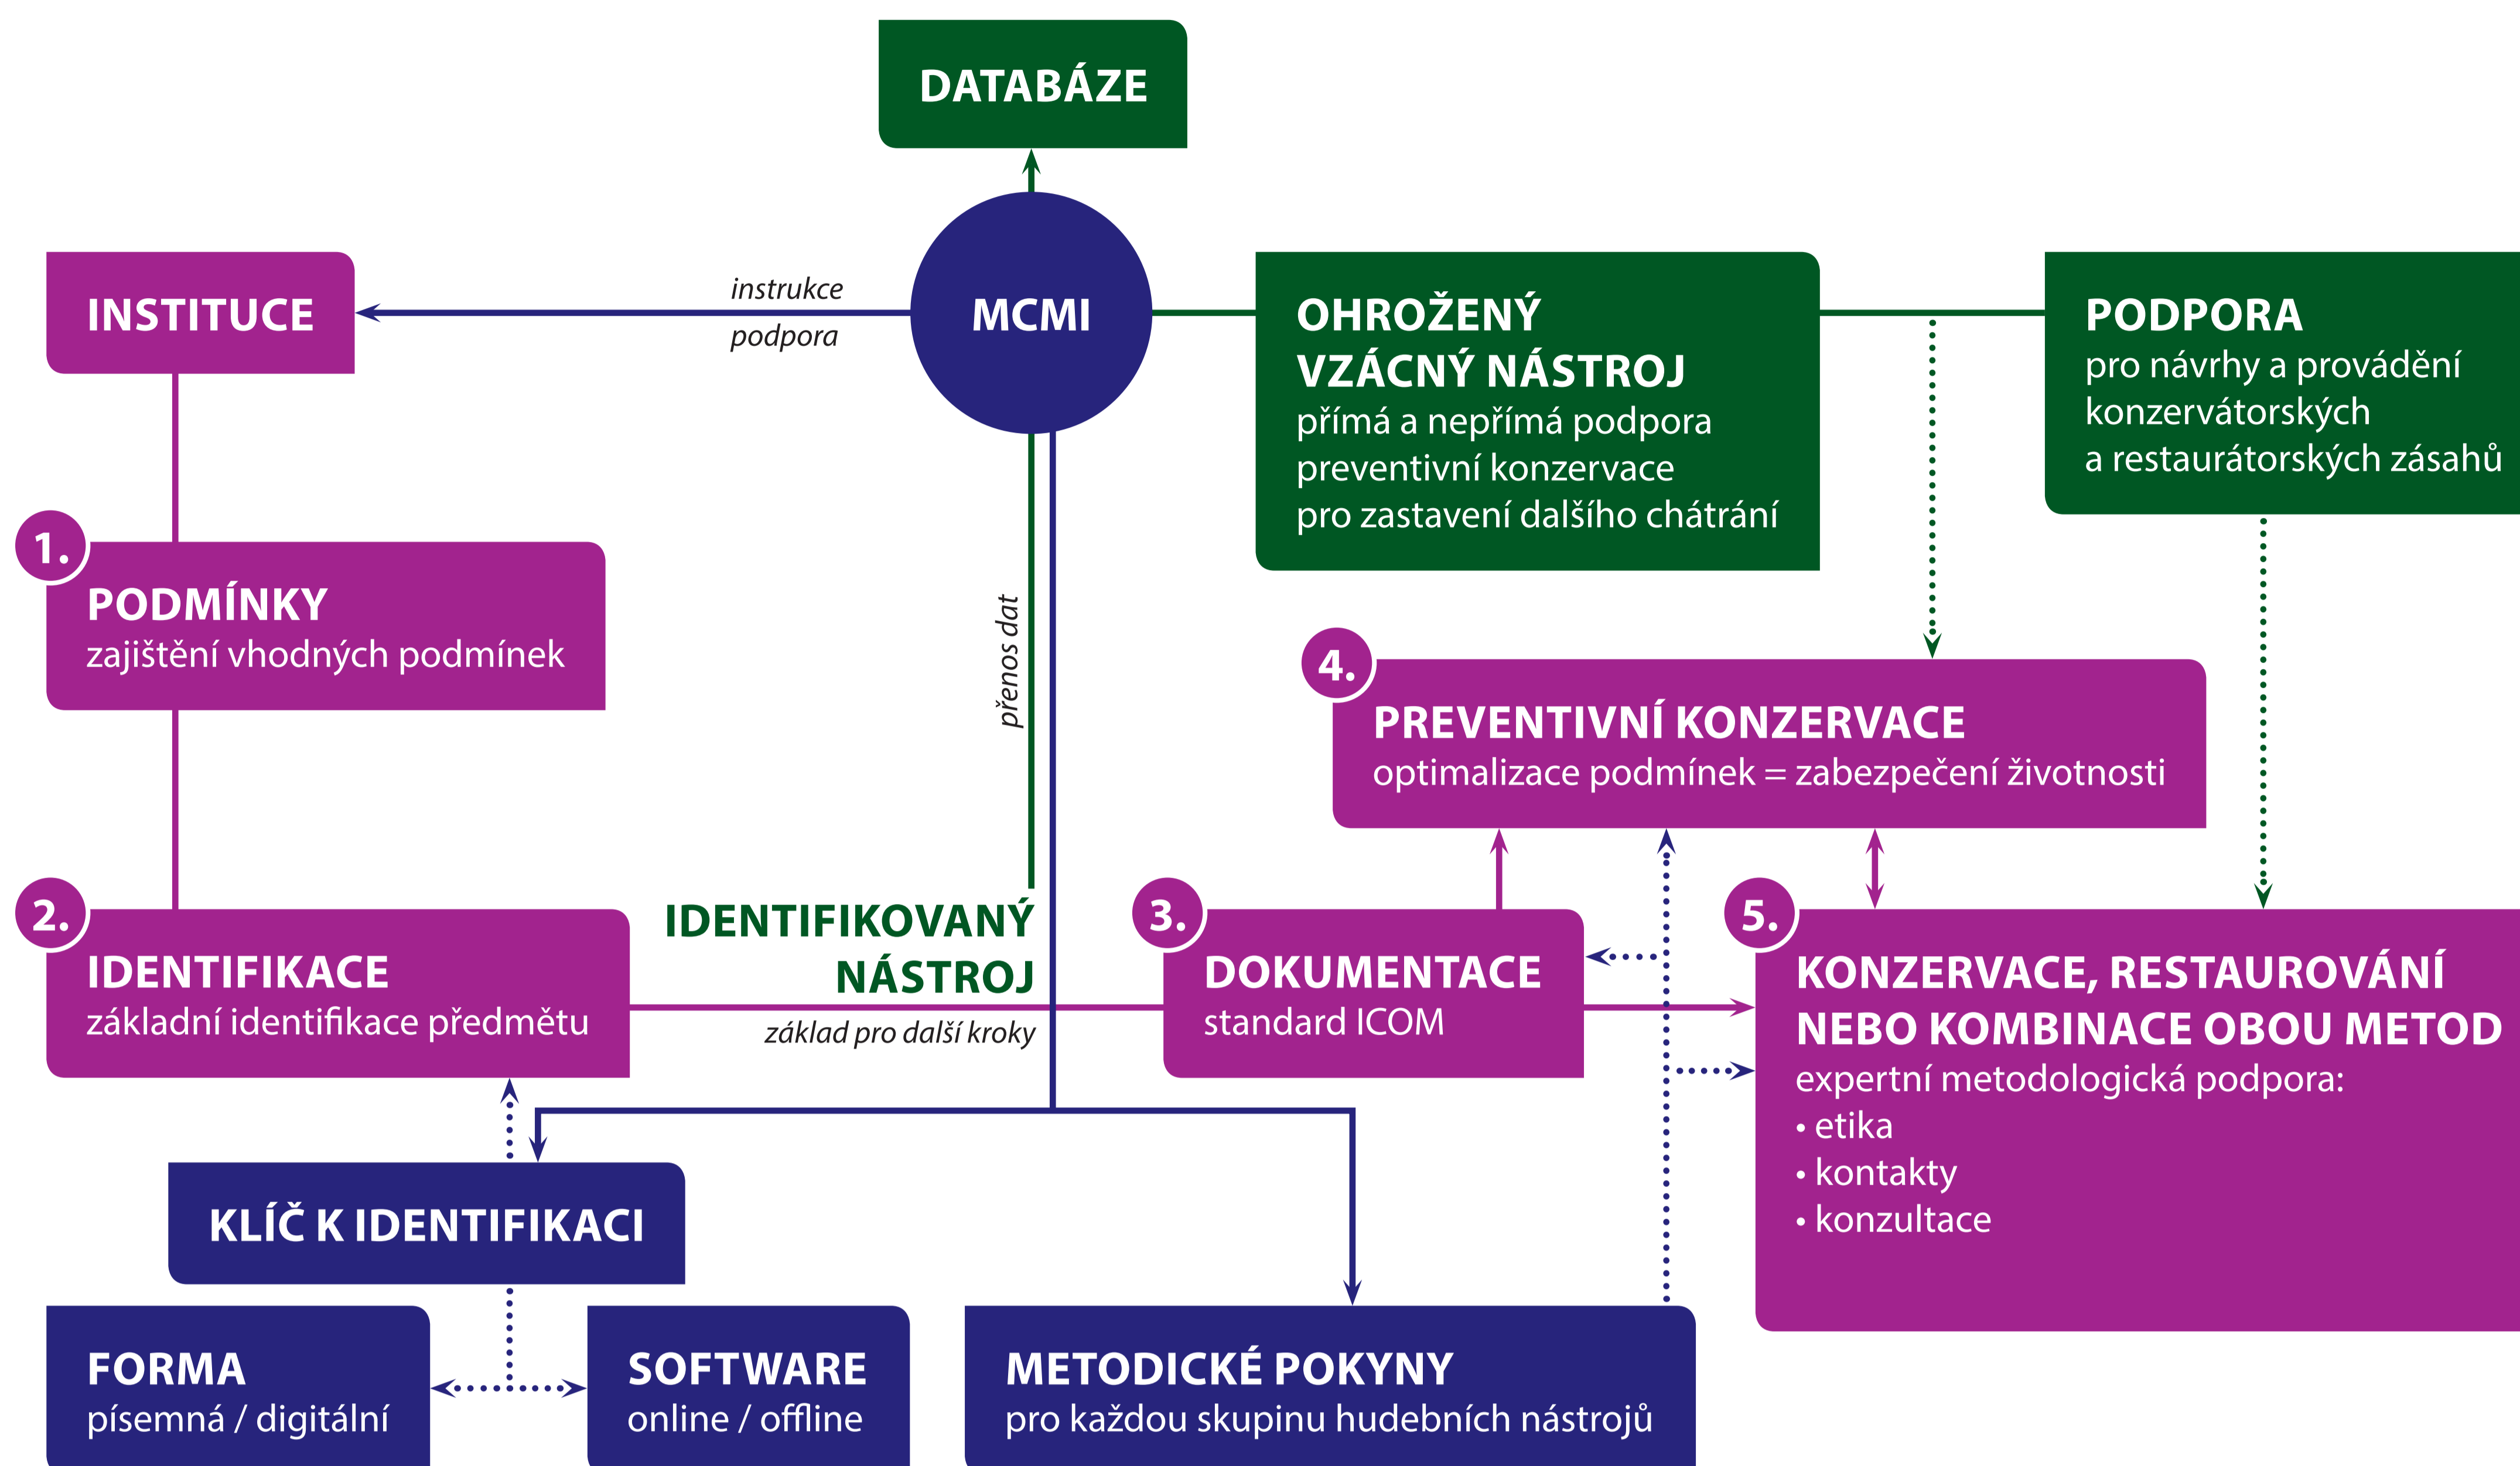 DATABÁZE
INSTITUCE
instrukce
podpora
MCMI
OHROŽENÝ
VZÁCNÝ NÁSTROJ
přímá a nepřímá podpora
preventivní konzervace
pro zastavení dalšího chátrání
PODPORA
pro návrhy a provádění
konzervátorských
a restaurátorských zásahů
1.
PODMÍNKY
zajištění vhodných podmínek
přenos dat
4.
PREVENTIVNÍ KONZERVACE
optimalizace podmínek = zabezpečení životnosti
2.
IDENTIFIKACE
základní identifikace předmětu
IDENTIFIKOVANÝ
NÁSTROJ
základ pro další kroky
3.
DOKUMENTACE
standard ICOM
5.
KONZERVACE, RESTAUROVÁNÍ
NEBO KOMBINACE OBOU METOD
expertní metodologická podpora:
• etika
• kontakty
• konzultace
KLÍČ K IDENTIFIKACI
FORMA
písemná / digitální
SOFTWARE
online / offline
METODICKÉ POKYNY
pro každou skupinu hudebních nástrojů